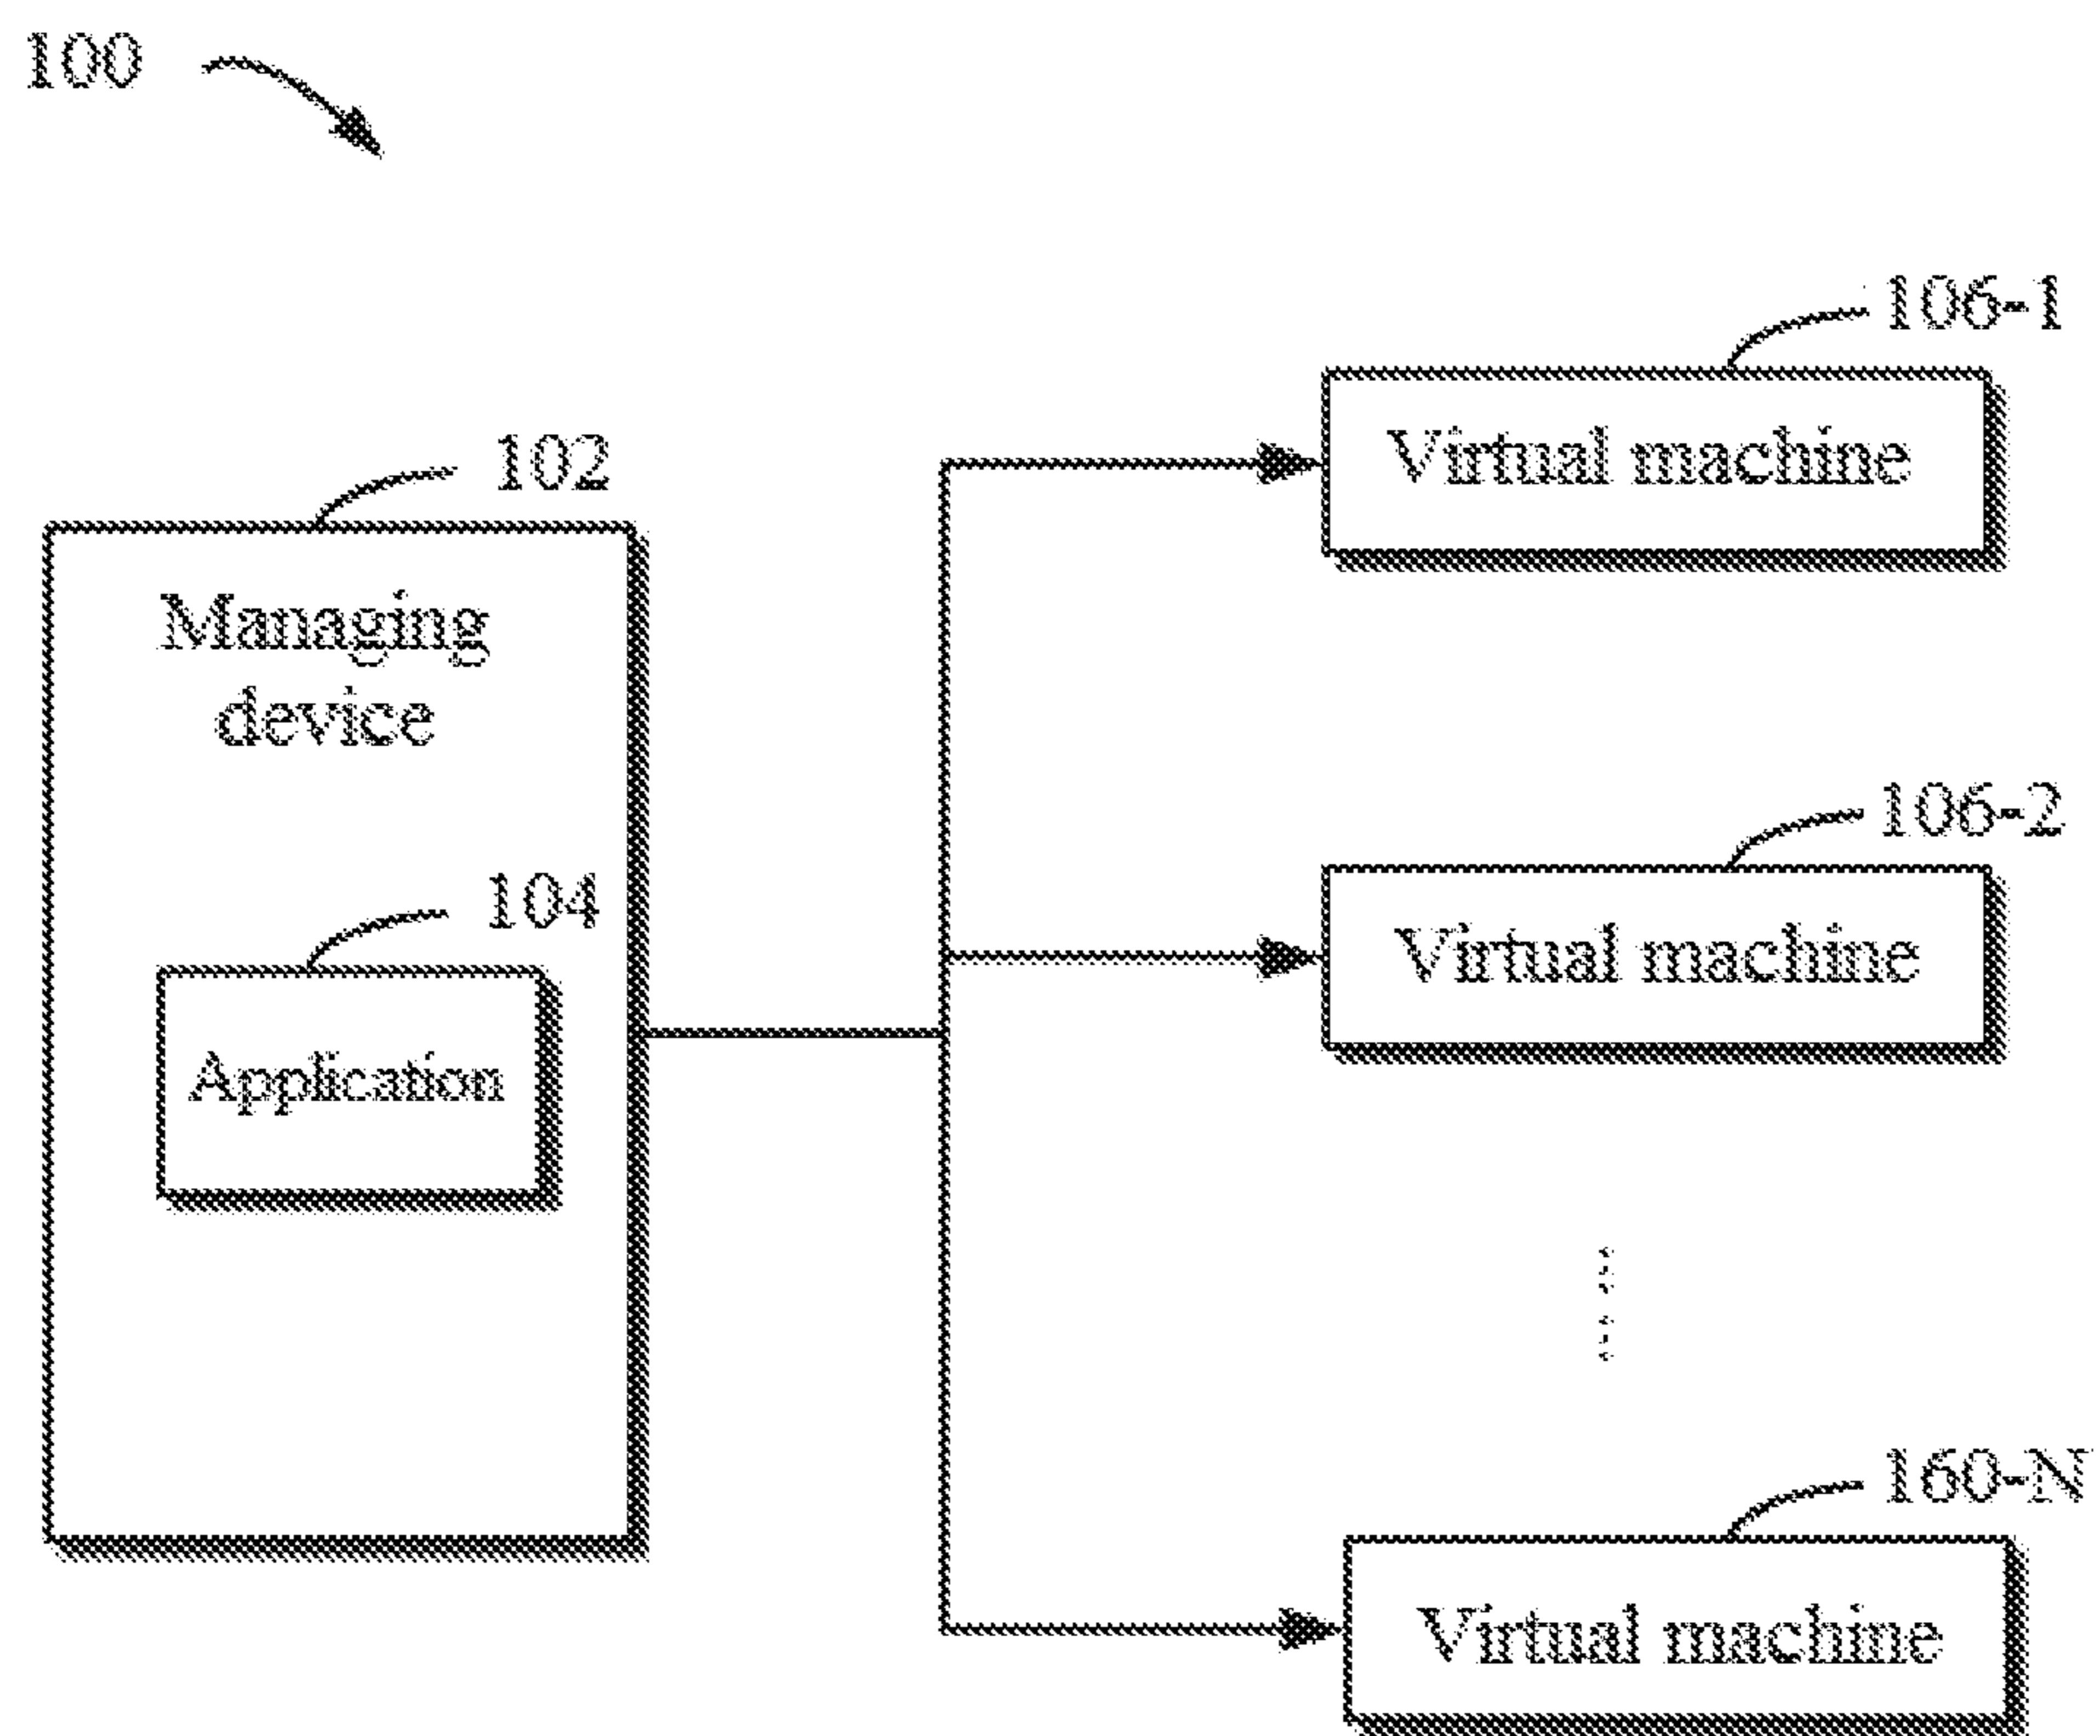 100
106-1
Virtual machine
102
Managing
device
106-2
Virtual machine
104
Application
160-N
Virtual machine